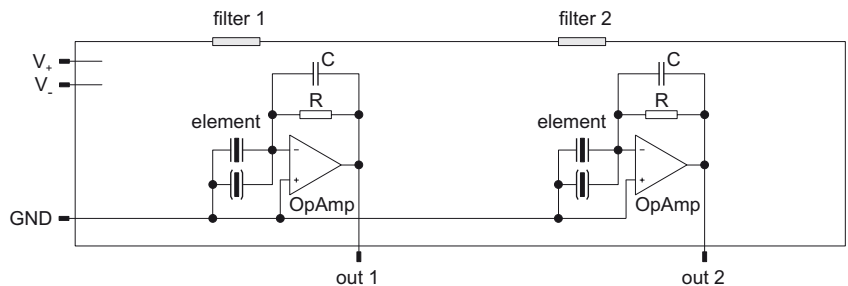 filter 1
filter 2
V+
V-
C
C
R
R
element
element
−
−
+
+
OpAmp
OpAmp
GND
out 1
out 2